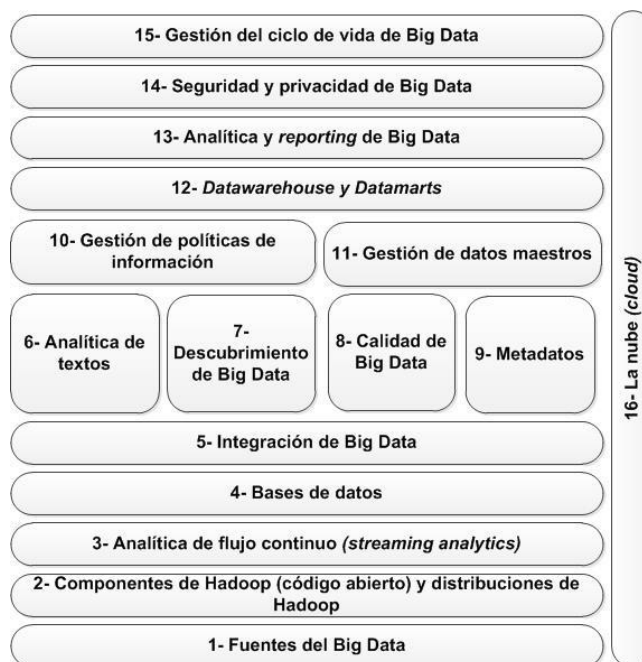 15- Gestión del ciclo de vida de Big Data
14- Seguridad y privacidad de Big Data
13- Analítica y reporting de Big Data
12- Datawarehouse y Datamarts
10- Gestión de políticas de
información
11- Gestión de datos maestros
6- Analítica de
textos
7-
Descubrimiento
de Big Data
8- Calidad de
Big Data
9- Metadatos
5- Integración de Big Data
4- Bases de datos
3- Analítica de flujo continuo (streaming analytics)
2- Componentes de Hadoop (código abierto) y distribuciones de
Hadoop
1- Fuentes del Big Data
16- La nube (cloud)